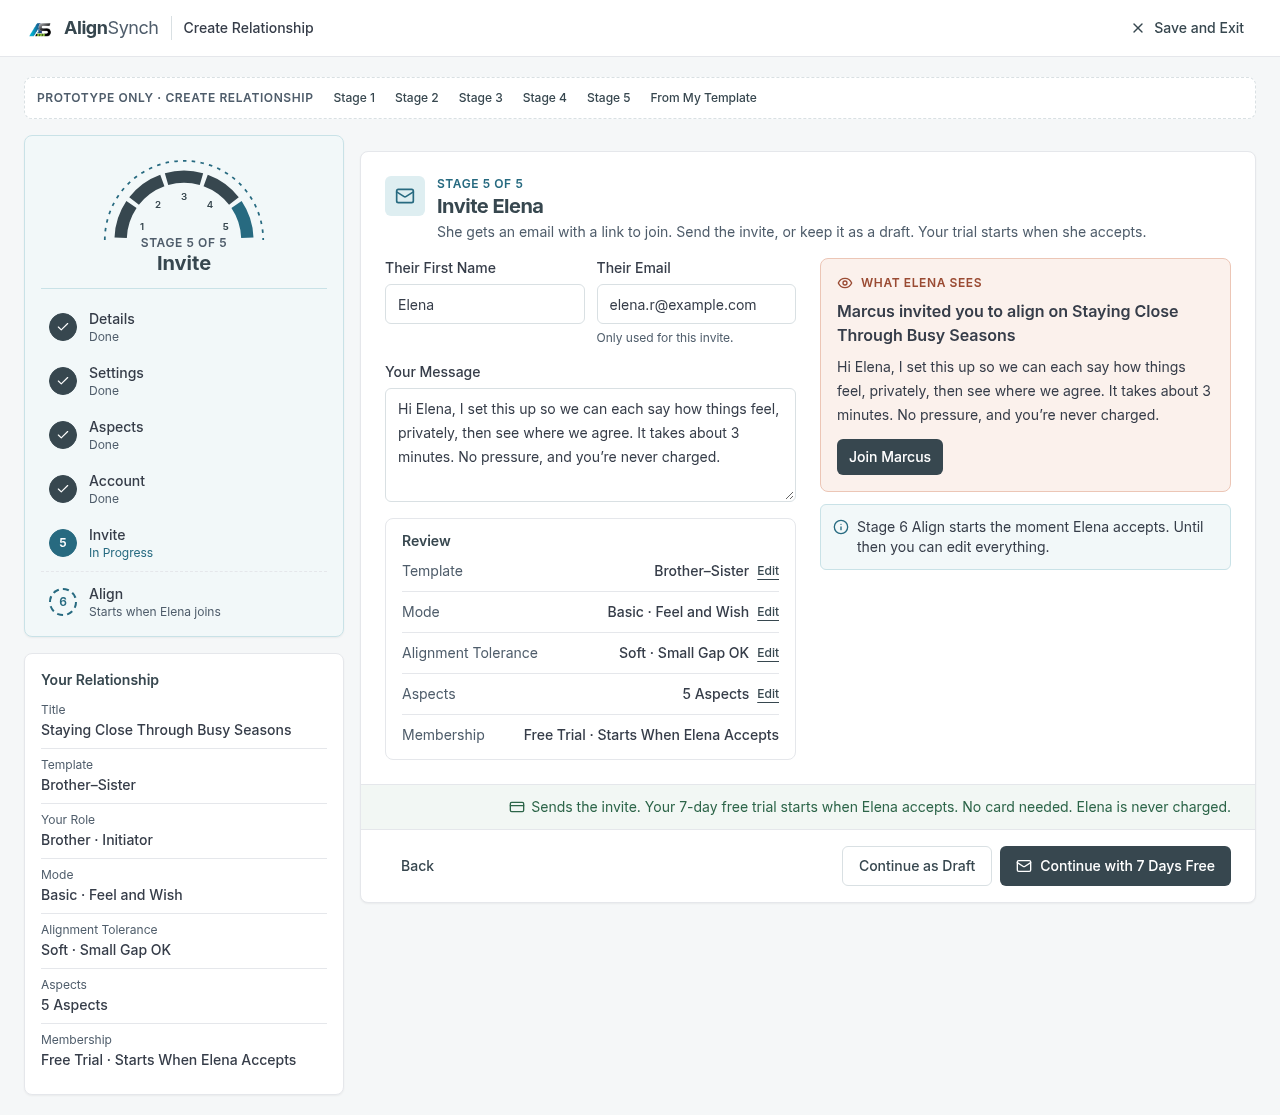 AlignSynch
Create Relationship
Save and Exit
PROTOTYPE ONLY · CREATE RELATIONSHIP
Stage 1
Stage 2
Stage 3
Stage 4
Stage 5
From My Template
1
2
3
4
5
STAGE 5 OF 5
Invite
Details
Done
Settings
Done
Aspects
Done
Account
Done
5
Invite
In Progress
6
Align
Starts when Elena joins
Your Relationship
Title
Staying Close Through Busy Seasons
Template
Brother–Sister
Your Role
Brother · Initiator
Mode
Basic · Feel and Wish
Alignment Tolerance
Soft · Small Gap OK
Aspects
5 Aspects
Membership
Free Trial · Starts When Elena Accepts
STAGE 5 OF 5
Invite Elena
She gets an email with a link to join. Send the invite, or keep it as a draft. Your trial starts when she accepts.
Their First Name
Elena
Their Email
elena.r@example.com
Only used for this invite.
Your Message
Hi Elena, I set this up so we can each say how things feel,
privately, then see where we agree. It takes about 3
minutes. No pressure, and you’re never charged.
Review
Template Brother–Sister Edit
Mode Basic · Feel and Wish Edit
Alignment Tolerance Soft · Small Gap OK Edit
Aspects 5 Aspects Edit
Membership Free Trial · Starts When Elena Accepts
WHAT ELENA SEES
Marcus invited you to align on Staying Close
Through Busy Seasons
Hi Elena, I set this up so we can each say how things
feel, privately, then see where we agree. It takes about 3
minutes. No pressure, and you’re never charged.
Join Marcus
Stage 6 Align starts the moment Elena accepts. Until
then you can edit everything.
Sends the invite. Your 7-day free trial starts when Elena accepts. No card needed. Elena is never charged.
Back
Continue as Draft
Continue with 7 Days Free